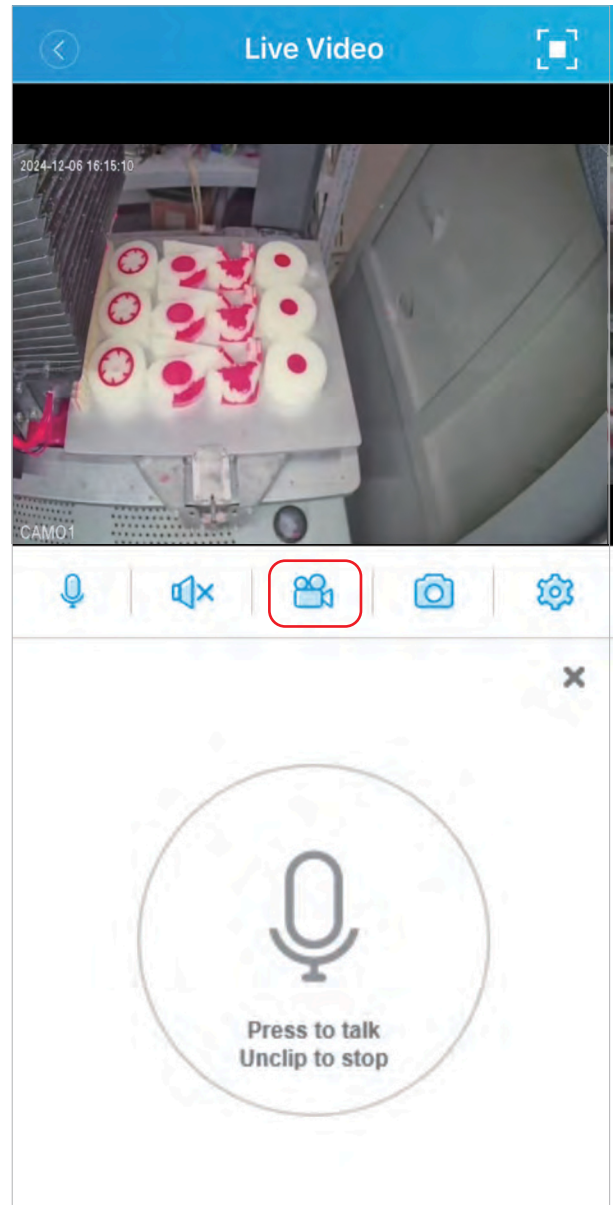 Live Video
2024-12-06 16:15:10
CAM01
Press to talk
Unclip to stop